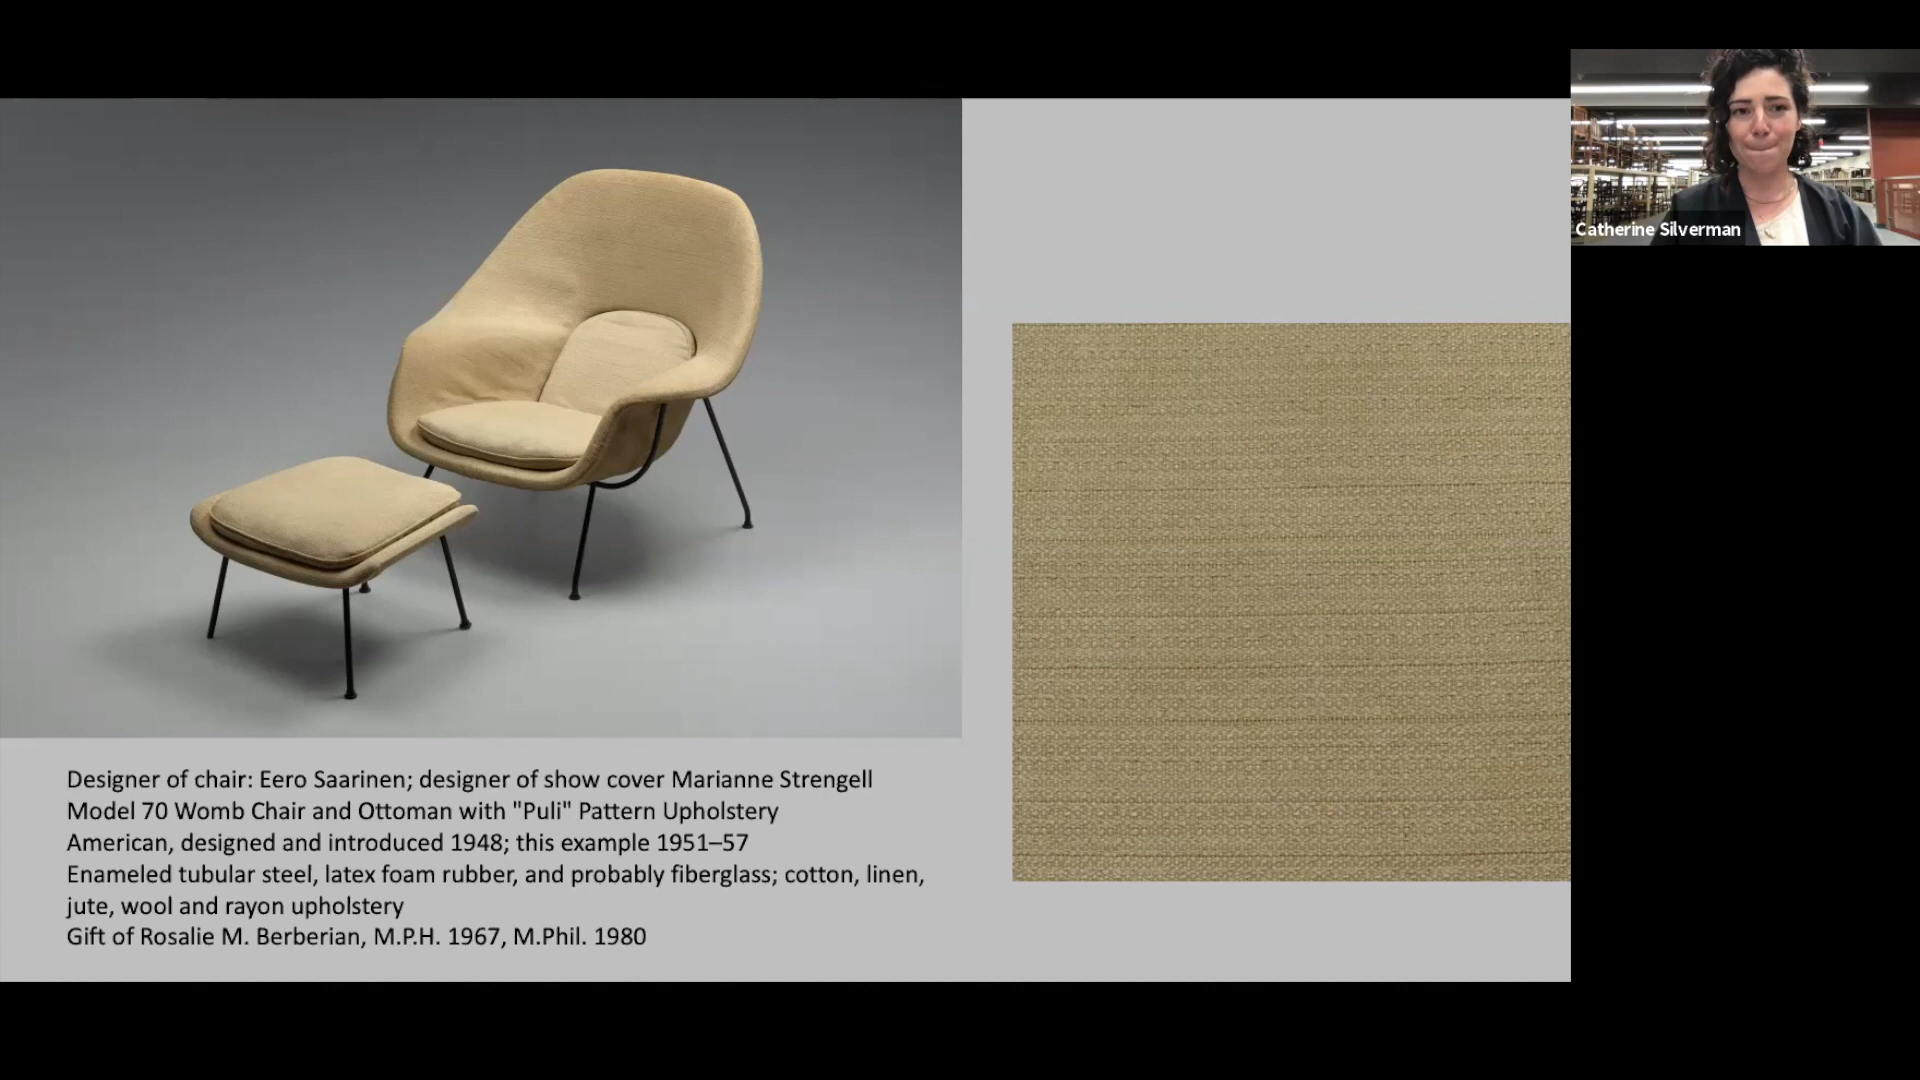 Catherine Silverman
Designer of chair: Eero Saarinen; designer of show cover Marianne Strengell
Model 70 Womb Chair and Ottoman with "Puli" Pattern Upholstery
American, designed and introduced 1948; this example 1951–57
Enameled tubular steel, latex foam rubber, and probably fiberglass; cotton, linen,
jute, wool and rayon upholstery
Gift of Rosalie M. Berberian, M.P.H. 1967, M.Phil. 1980